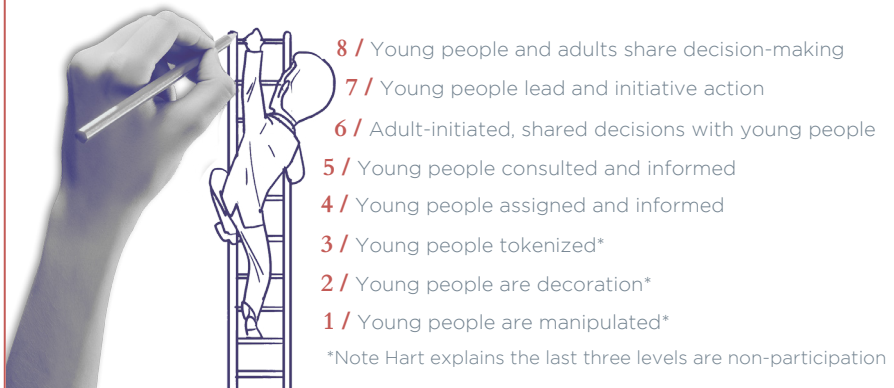 8 / Young people and adults share decision-making
7 / Young people lead and initiative action
6 / Adult-initiated, shared decisions with young people
5 / Young people consulted and informed
4 / Young people assigned and informed
3 / Young people tokenized*
2 / Young people are decoration*
1 / Young people are manipulated*
*Note Hart explains the last three levels are non-participation